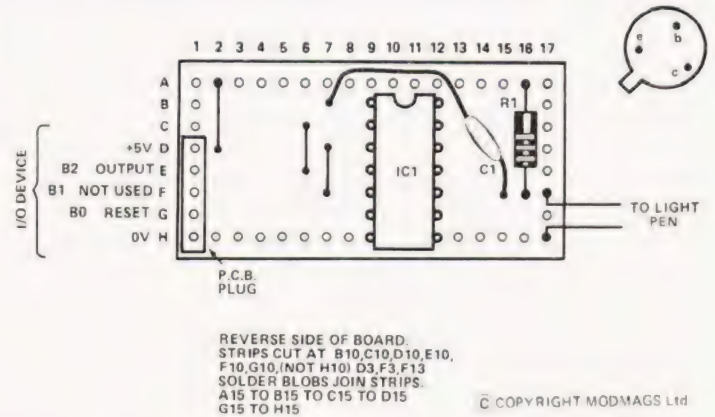 1 2 3 4 5 6 7 8 9 10 11 12 13 14 15 16 17
e
b
c
A
B
C
D
E
F
G
H
I/O DEVICE
+5V
B2 OUTPUT
B1 NOT USED
B0 RESET
0V
IC1
C1
R1
TO LIGHT
PEN
P.C.B.
PLUG
REVERSE SIDE OF BOARD.
STRIPS CUT AT B10,C10,D10,E10,
F10,G10,(NOT H10) D3,F3,F13
SOLDER BLOBS JOIN STRIPS.
A15 TO B15 TO C15 TO D15
G15 TO H15
© COPYRIGHT MODMAGS Ltd